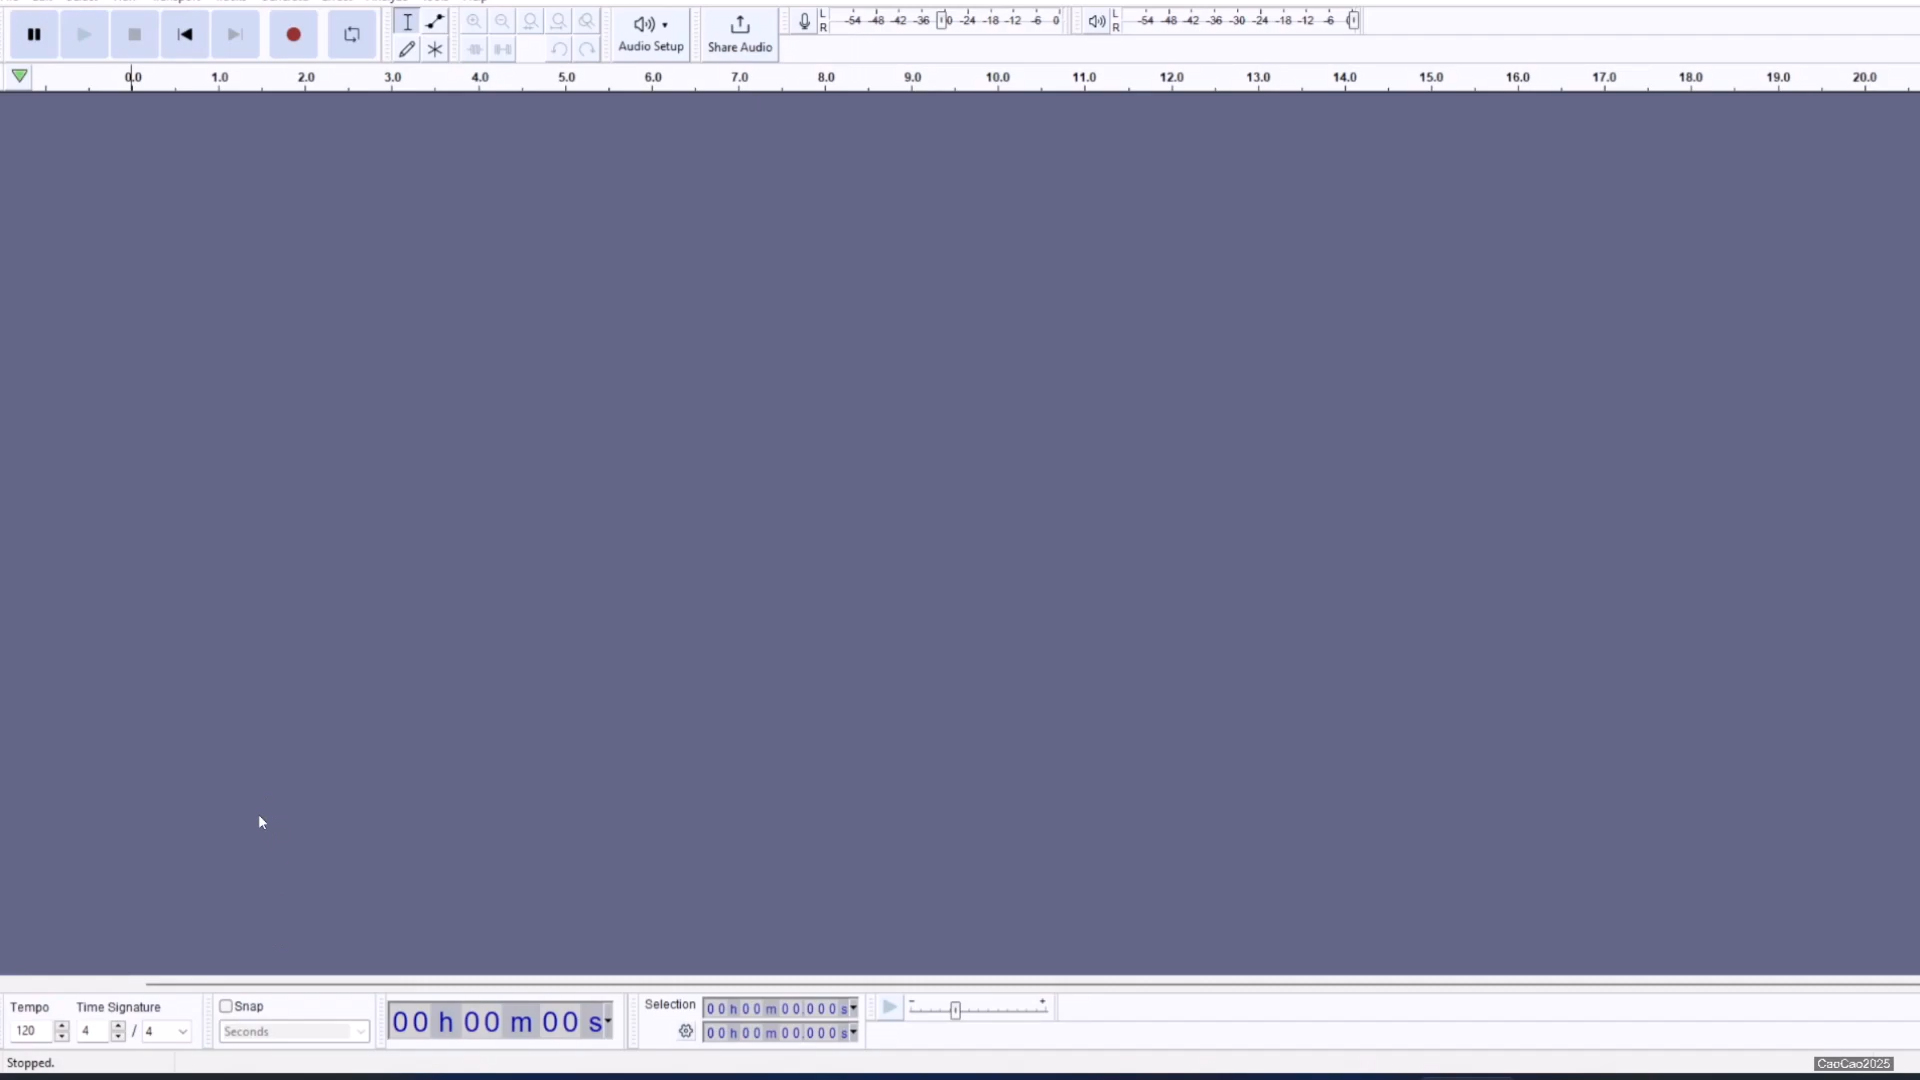 Audio Setup
Share Audio
L
R
-54 -48 -42 -36 -24 -18 -12 -6 0
L
R
-54 -48 -42 -36 -30 -24 -18 -12 -6
0.0 1.0 2.0 3.0 4.0 5.0 6.0 7.0 8.0 9.0 10.0 11.0 12.0 13.0 14.0 15.0 16.0 17.0 18.0 19.0 20.0
Tempo
120
Time Signature
4 / 4
Snap
Seconds
00 h 00 m 00 s
Selection
00 h 00 m 00.000 s
00 h 00 m 00.000 s
Stopped.
CaoCao2025